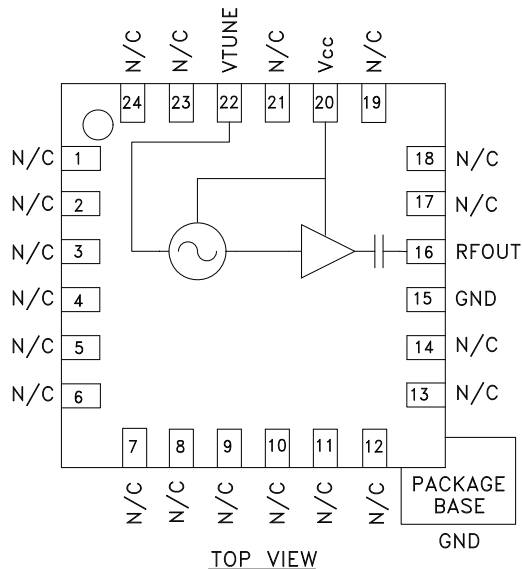 N/C N/C VTUNE N/C Vcc N/C
24 23 22 21 20 19
N/C 1
N/C 2
N/C 3
N/C 4
N/C 5
N/C 6
18 N/C
17 N/C
16 RFOUT
15 GND
14 N/C
13 N/C
7 8 9 10 11 12
N/C N/C N/C N/C N/C N/C
PACKAGE
BASE
GND
TOP VIEW